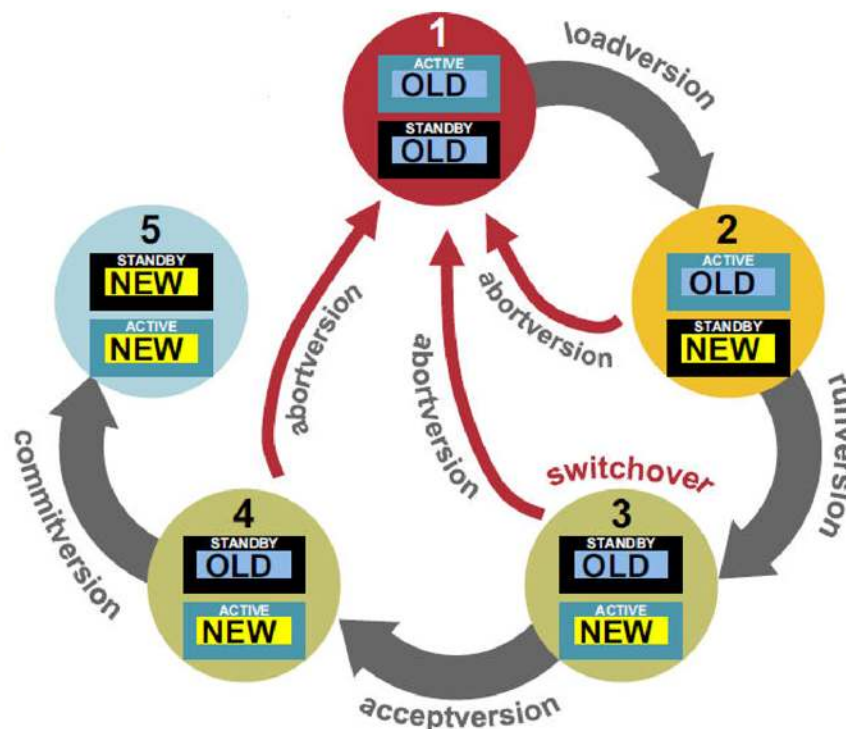 1
ACTIVE
OLD
STANDBY
OLD
loadversion
2
ACTIVE
OLD
STANDBY
NEW
runversion
switchover
3
STANDBY
OLD
ACTIVE
NEW
acceptversion
4
STANDBY
OLD
ACTIVE
NEW
commitversion
5
STANDBY
NEW
ACTIVE
NEW
abortversion
abortversion
abortversion